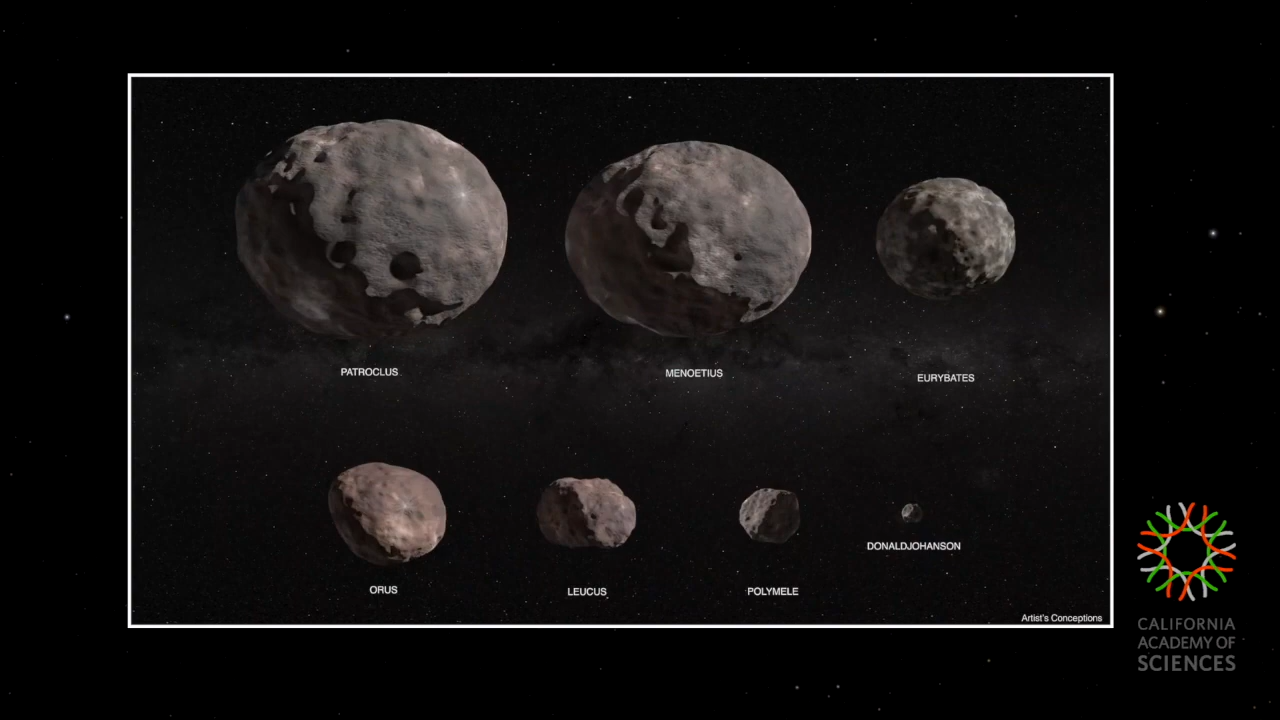 PATROCLUS
MENOETIUS
EURYBATES
ORUS
LEUCUS
POLYMELE
DONALDJOHANSON
Artist's Conceptions
CALIFORNIA
ACADEMY OF
SCIENCES